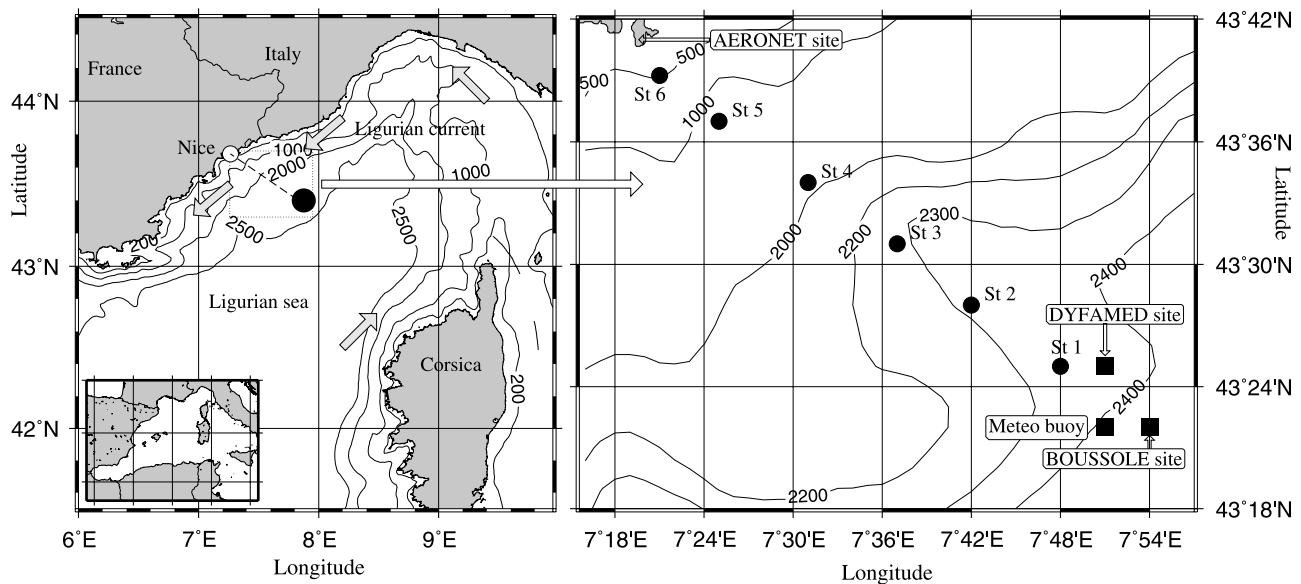 France
Italy
Nice
Ligurian current
1000
2000
1000
2500
2500
200
200
Ligurian sea
Corsica
44˚N
43˚N
42˚N
Latitude
6˚E
7˚E
8˚E
9˚E
Longitude
AERONET site
500
500
St 6
1000
St 5
St 4
2000
2200
2300
St 3
2400
St 2
DYFAMED site
St 1
2400
Meteo buoy
BOUSSOLE site
2200
43˚42'N
43˚36'N
43˚30'N
43˚24'N
43˚18'N
Latitude
7˚18'E
7˚24'E
7˚30'E
7˚36'E
7˚42'E
7˚48'E
7˚54'E
Longitude